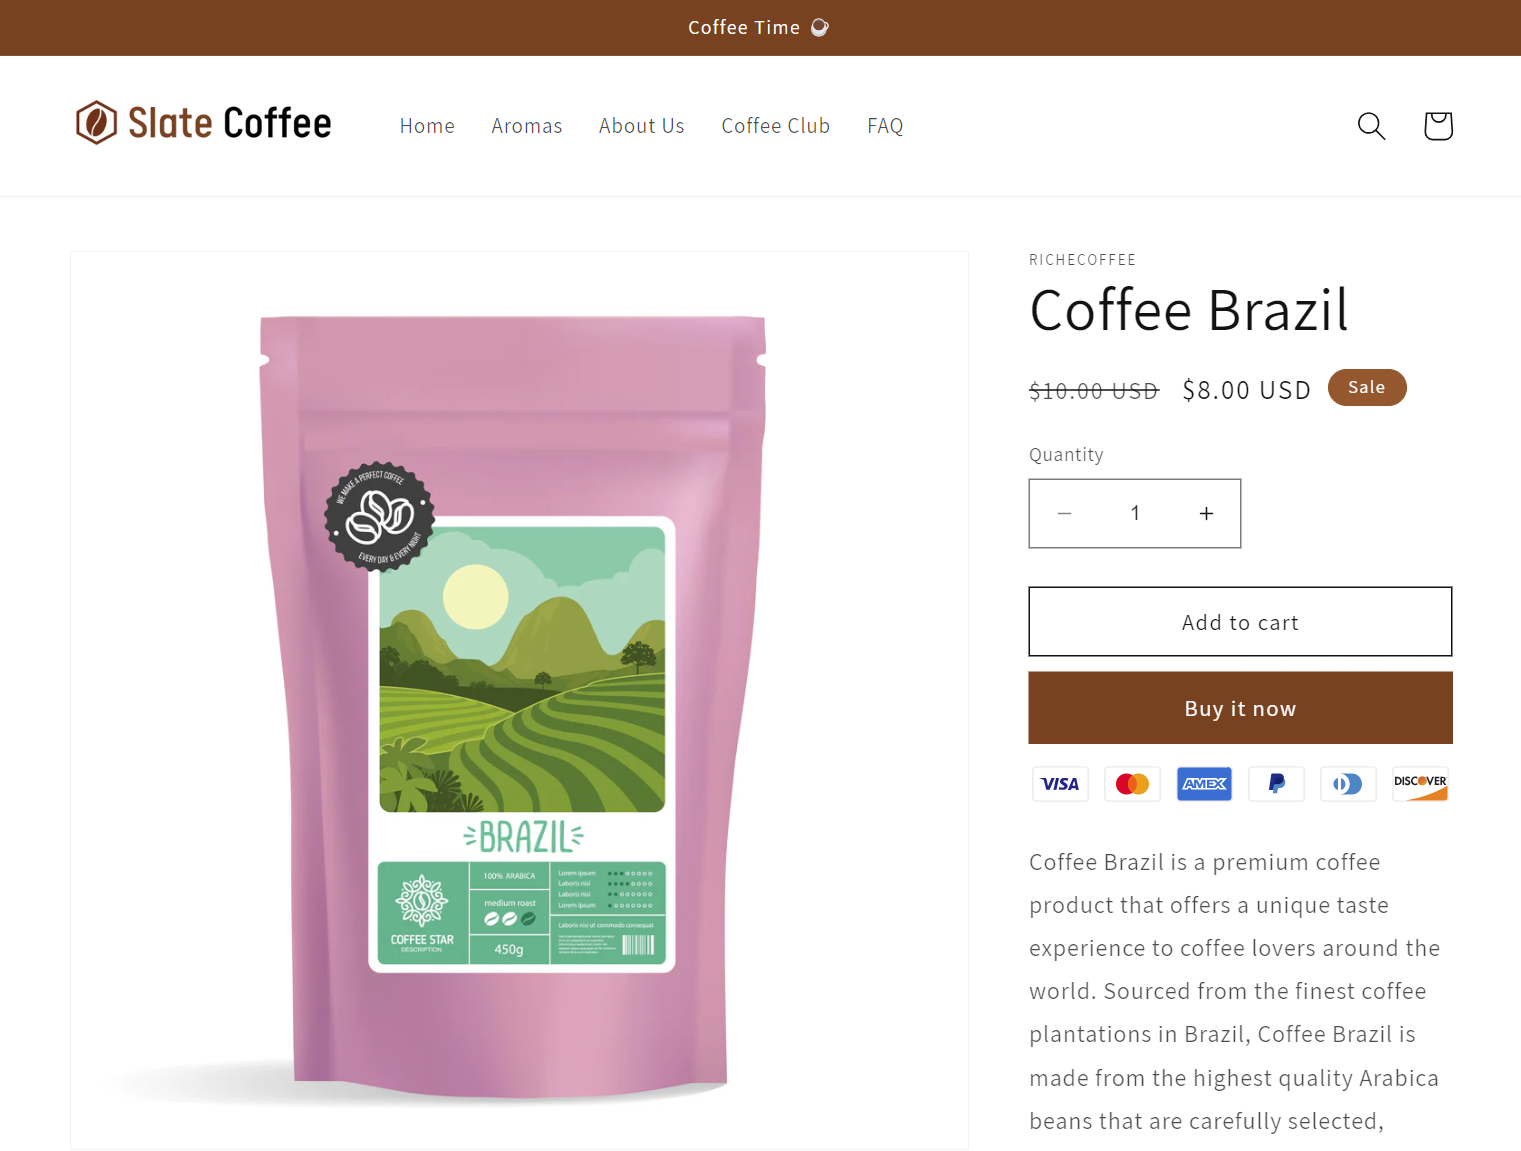 Coffee Time
Slate Coffee
Home
Aromas
About Us
Coffee Club
FAQ
WE MAKE A PERFECT COFFEE
EVERY DAY & EVERY NIGHT
BRAZIL
COFFEE STAR
DESCRIPTION
100% ARABICA
medium roast
450g
Lorem ipsum
Laboris nisi
Laboris nisi
Lorem ipsum
Laboris nisi ut commodo consequat
RICHECOFFEE
Coffee Brazil
$10.00 USD $8.00 USD Sale
Quantity
− 1 +
Add to cart
Buy it now
VISA
AMEX
DISCOVER
Coffee Brazil is a premium coffee
product that offers a unique taste
experience to coffee lovers around the
world. Sourced from the finest coffee
plantations in Brazil, Coffee Brazil is
made from the highest quality Arabica
beans that are carefully selected,